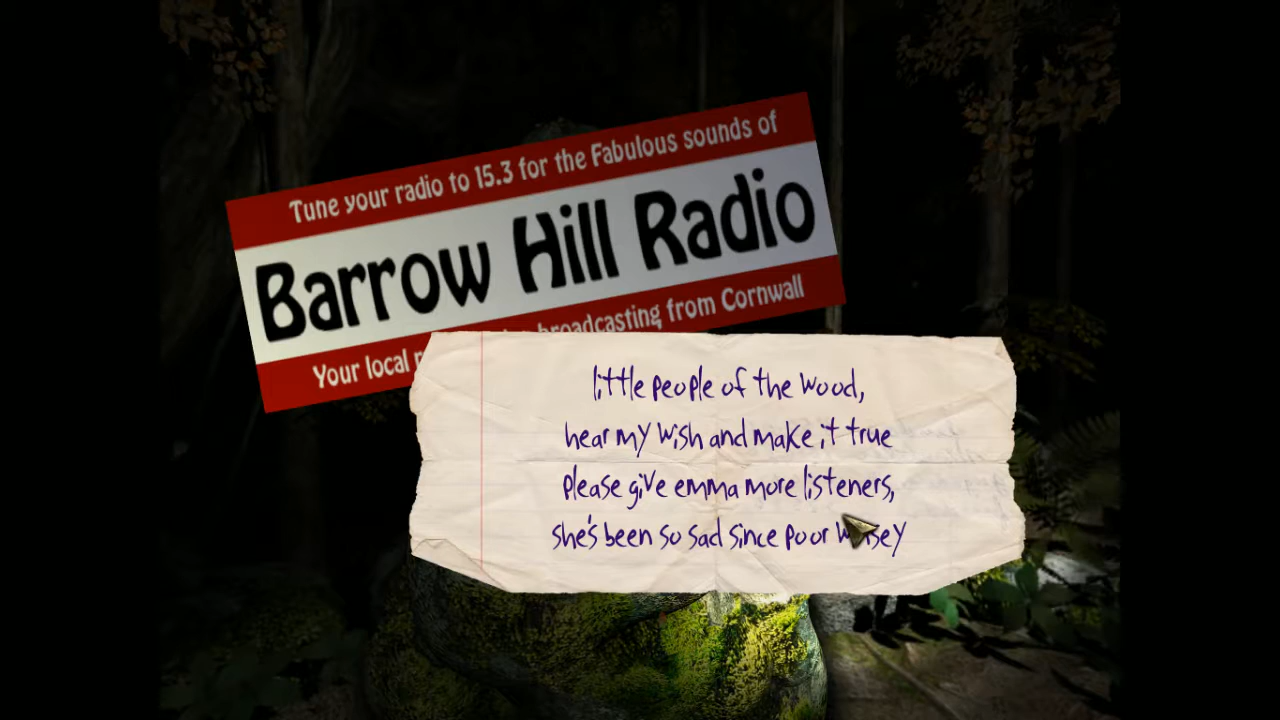 Tune your radio to 15.3 for the Fabulous sounds of
Barrow Hill Radio
Your local broadcasting from Cornwall
little people of the wood,
hear my wish and make it true
please give emma more listeners,
she's been so sad since poor